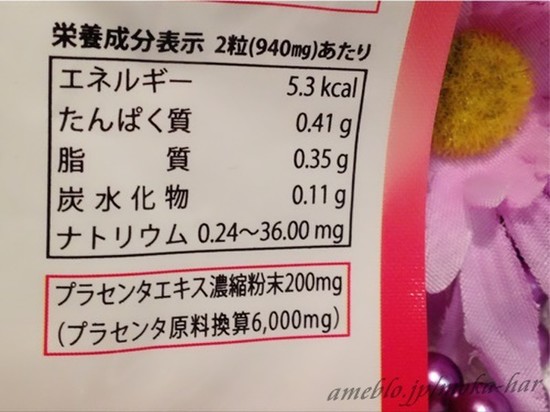 栄養成分表示 2粒(940mg)あたり
エネルギー 5.3 kcal
たんぱく質 0.41 g
脂質 0.35 g
炭水化物 0.11 g
ナトリウム 0.24～36.00 mg
プラセンタエキス濃縮粉末200mg
(プラセンタ原料換算6,000mg)